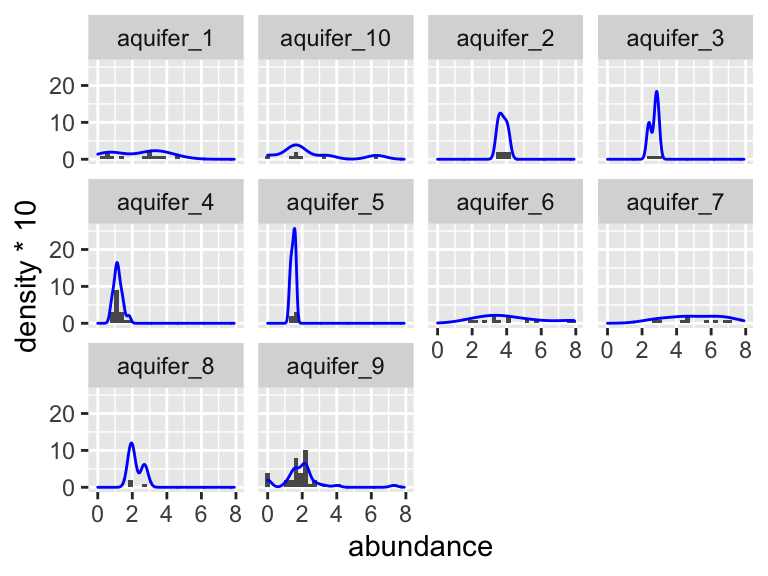 aquifer_1 aquifer_10 aquifer_2 aquifer_3
20
10
0
aquifer_4 aquifer_5 aquifer_6 aquifer_7
20
10
0
0 2 4 6 8 0 2 4 6 8
aquifer_8 aquifer_9
20
10
0
0 2 4 6 8 0 2 4 6 8
abundance
density * 10